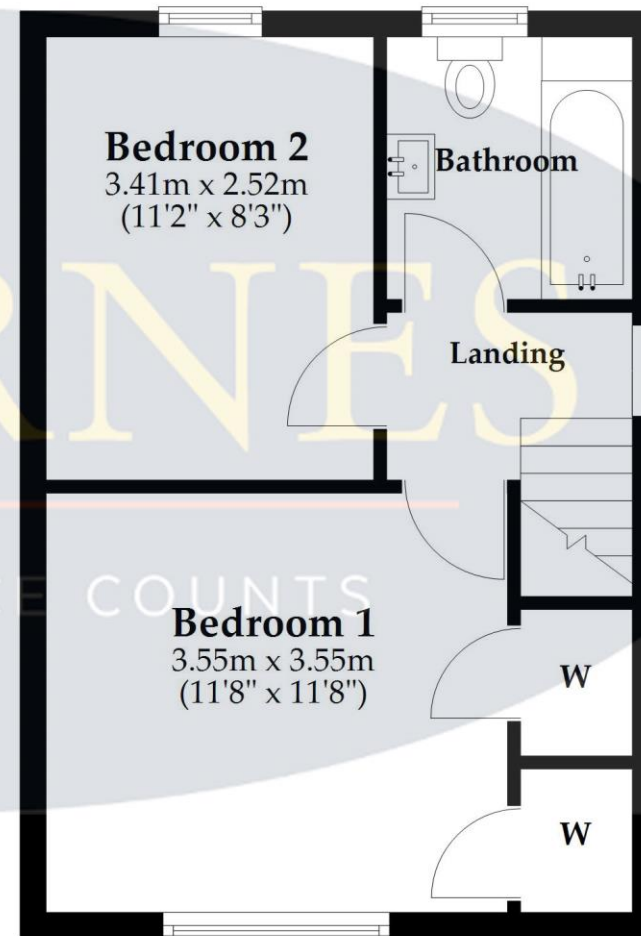 Bedroom 2
3.41m x 2.52m
(11'2" x 8'3")
Bathroom
RNES
Landing
E COUNTS
Bedroom 1
3.55m x 3.55m
(11'8" x 11'8")
W
W